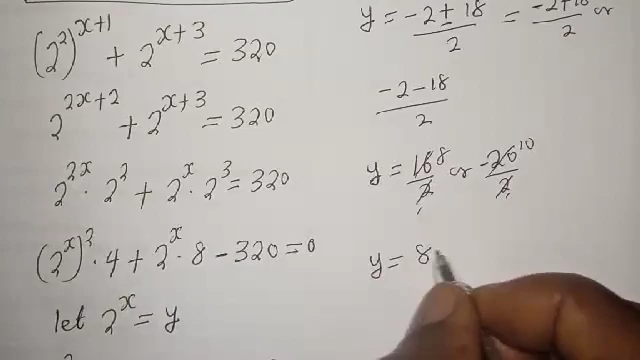 (2²)^(x+1) + 2^(x+3) = 320
2^(2x+2) + 2^(x+3) = 320
2^(2x) · 2² + 2^x · 2³ = 320
(2^x)² · 4 + 2^x · 8 - 320 = 0
let 2^x = y
y = (-2 ± 18)/2 = (-2+18)/2 or
(-2-18)/2
y = 16/2 8 or -20/2 10
y = 8